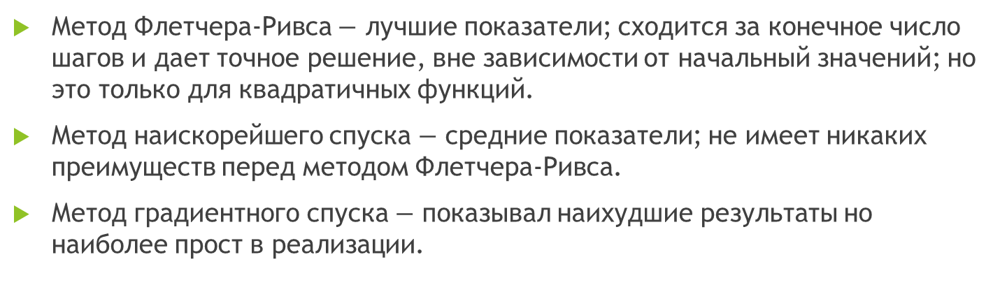 Метод Флетчера-Ривса — лучшие показатели; сходится за конечное число
шагов и дает точное решение, вне зависимости от начальный значений; но
это только для квадратичных функций.
Метод наискорейшего спуска — средние показатели; не имеет никаких
преимуществ перед методом Флетчера-Ривса.
Метод градиентного спуска — показывал наихудшие результаты но
наиболее прост в реализации.